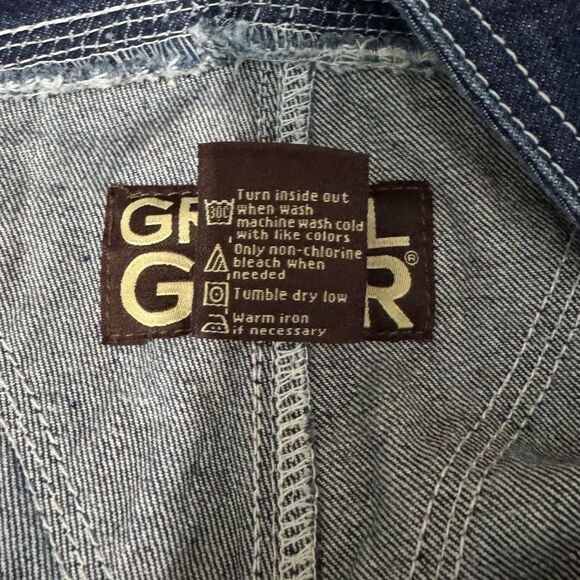 Turn inside out
30C when wash
machine wash cold
with like colors
Only non-chlorine
bleach when
needed
Tumble dry low
Warm iron
if necessary
®